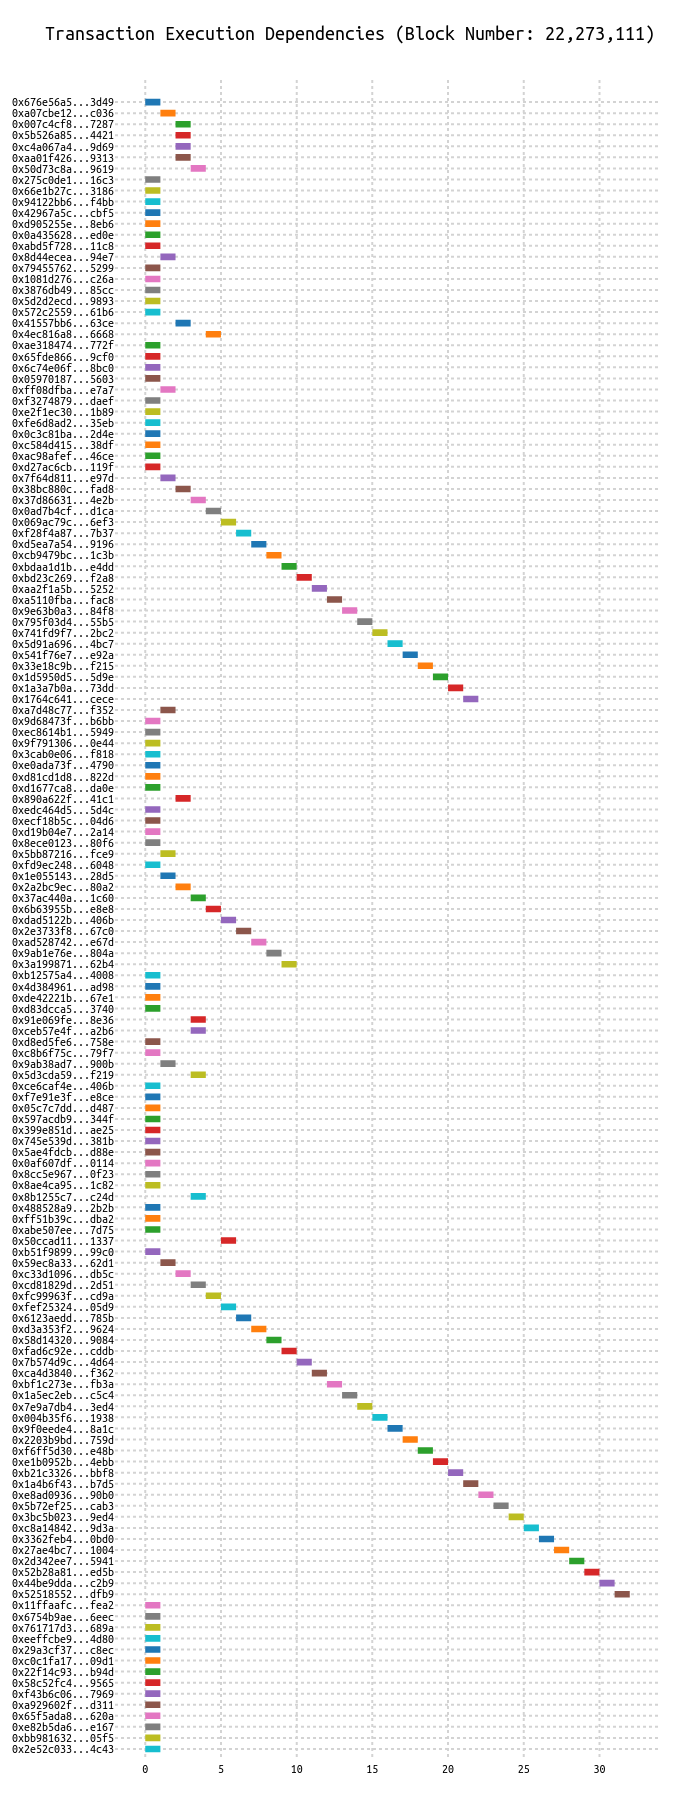 Transaction Execution Dependencies (Block Number: 22,273,111)
0x676e56a5...3d49
0xa07cbe12...c036
0x007c4cf8...7287
0x5b526a85...4421
0xc4a067a4...9d69
0xaa01f426...9313
0x50d73c8a...9619
0x275c0de1...16c3
0x66e1b27c...3186
0x94122bb6...f4bb
0x42967a5c...cbf5
0xd905255e...8eb6
0x0a435628...ed0e
0xabd5f728...11c8
0x8d44ecea...94e7
0x79455762...5299
0x1081d276...c26a
0x3876db49...85cc
0x5d2d2ecd...9893
0x572c2559...61b6
0x41557bb6...63ce
0x4ec816a8...6668
0xae318474...772f
0x65fde866...9cf0
0x6c74e06f...8bc0
0x05970187...5603
0xff08dfba...e7a7
0xf3274879...daef
0xe2f1ec30...1b89
0xfe6d8ad2...35eb
0x0c3c81ba...2d4e
0xc584d415...38df
0xac98afef...46ce
0xd27ac6cb...119f
0x7f64d811...e97d
0x38bc880c...fad8
0x37d86631...4e2b
0x0ad7b4cf...d1ca
0x069ac79c...6ef3
0xf28f4a87...7b37
0xd5ea7a54...9196
0xcb9479bc...1c3b
0xbdaa1d1b...e4dd
0xbd23c269...f2a8
0xaa2f1a5b...5252
0xa5110fba...fac8
0x9e63b0a3...84f8
0x795f03d4...55b5
0x741fd9f7...2bc2
0x5d91a696...4bc7
0x541f76e7...e92a
0x33e18c9b...f215
0x1d5950d5...5d9e
0x1a3a7b0a...73dd
0x1764c641...cece
0xa7d48c77...f352
0x9d68473f...b6bb
0xec8614b1...5949
0x9f791306...0e44
0x3cab0e06...f818
0xe0ada73f...4790
0xd81cd1d8...822d
0xd1677ca8...da0e
0x890a622f...41c1
0xedc464d5...5d4c
0xecf18b5c...04d6
0xd19b04e7...2a14
0x8ece0123...80f6
0x5bb87216...fce9
0xfd9ec248...6048
0x1e055143...28d5
0x2a2bc9ec...80a2
0x37ac440a...1c60
0x6b63955b...e8e8
0xdad5122b...406b
0x2e3733f8...67c0
0xad528742...e67d
0x9ab1e76e...804a
0x3a199871...62b4
0xb12575a4...4008
0x4d384961...ad98
0xde42221b...67e1
0xd83dcca5...3740
0x91e069fe...8e36
0xceb57e4f...a2b6
0xd8ed5fe6...758e
0xc8b6f75c...79f7
0x9ab38ad7...900b
0x5d3cda59...f219
0xce6caf4e...406b
0xf7e91e3f...e8ce
0x05c7c7dd...d487
0x597acdb9...344f
0x399e851d...ae25
0x745e539d...381b
0x5ae4fdcb...d88e
0x0af607df...0114
0x8cc5e967...0f23
0x8ae4ca95...1c82
0x8b1255c7...c24d
0x488528a9...2b2b
0xff51b39c...dba2
0xabe507ee...7d75
0x50ccad11...1337
0xb51f9899...99c0
0x59ec8a33...62d1
0xc33d1096...db5c
0xcd81829d...2d51
0xfc99963f...cd9a
0xfef25324...05d9
0x6123aedd...785b
0xd3a353f2...9624
0x58d14320...9084
0xfad6c92e...cddb
0x7b574d9c...4d64
0xca4d3840...f362
0xbf1c273e...fb3a
0x1a5ec2eb...c5c4
0x7e9a7db4...3ed4
0x004b35f6...1938
0x9f0eede4...8a1c
0x2203b9bd...759d
0xf6ff5d30...e48b
0xe1b0952b...4ebb
0xb21c3326...bbf8
0x1a4b6f43...b7d5
0xe8ad0936...90b0
0x5b72ef25...cab3
0x3bc5b023...9ed4
0xc8a14842...9d3a
0x3362feb4...0bd0
0x27ae4bc7...1004
0x2d342ee7...5941
0x52b28a81...ed5b
0x44be9dda...c2b9
0x52518552...dfb9
0x11ffaafc...fea2
0x6754b9ae...6eec
0x761717d3...689a
0xeeffcbe9...4d80
0x29a3cf37...c8ec
0xc0c1fa17...09d1
0x22f14c93...b94d
0x58c52fc4...9565
0xf43b6c06...7969
0xa929602f...d311
0x65f5ada8...620a
0xe82b5da6...e167
0xbb981632...05f5
0x2e52c033...4c43
0 5 10 15 20 25 30